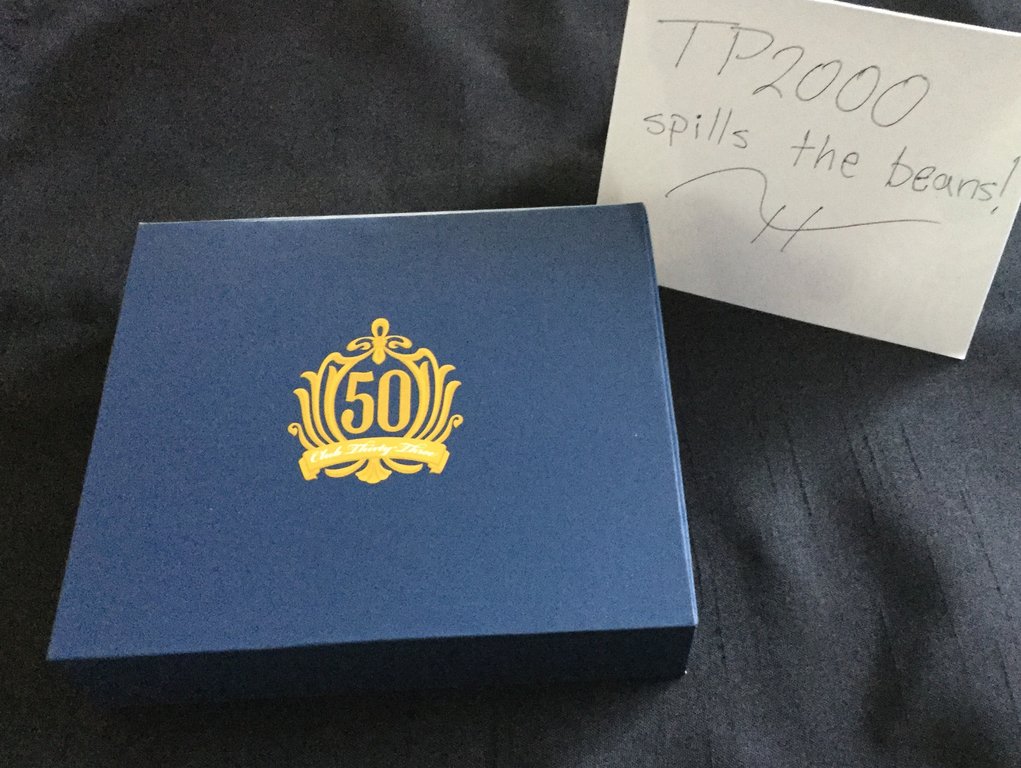 TP2000
spills the beans!
50
Club Thirty Three